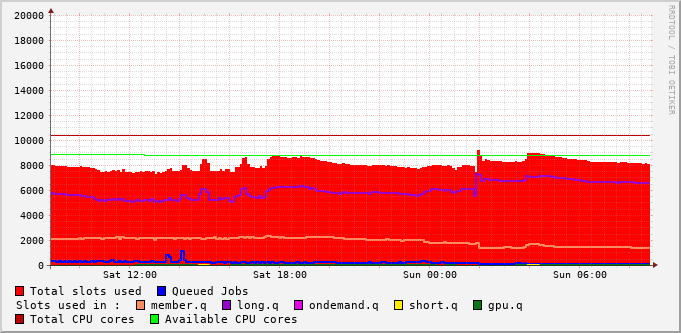 RRDTOOL / TOBI OETIKER
20000
18000
16000
14000
12000
10000
8000
6000
4000
2000
0
Sat 12:00 Sat 18:00 Sun 00:00 Sun 06:00
Total slots used Queued Jobs
Slots used in : member.q long.q ondemand.q short.q gpu.q
Total CPU cores Available CPU cores